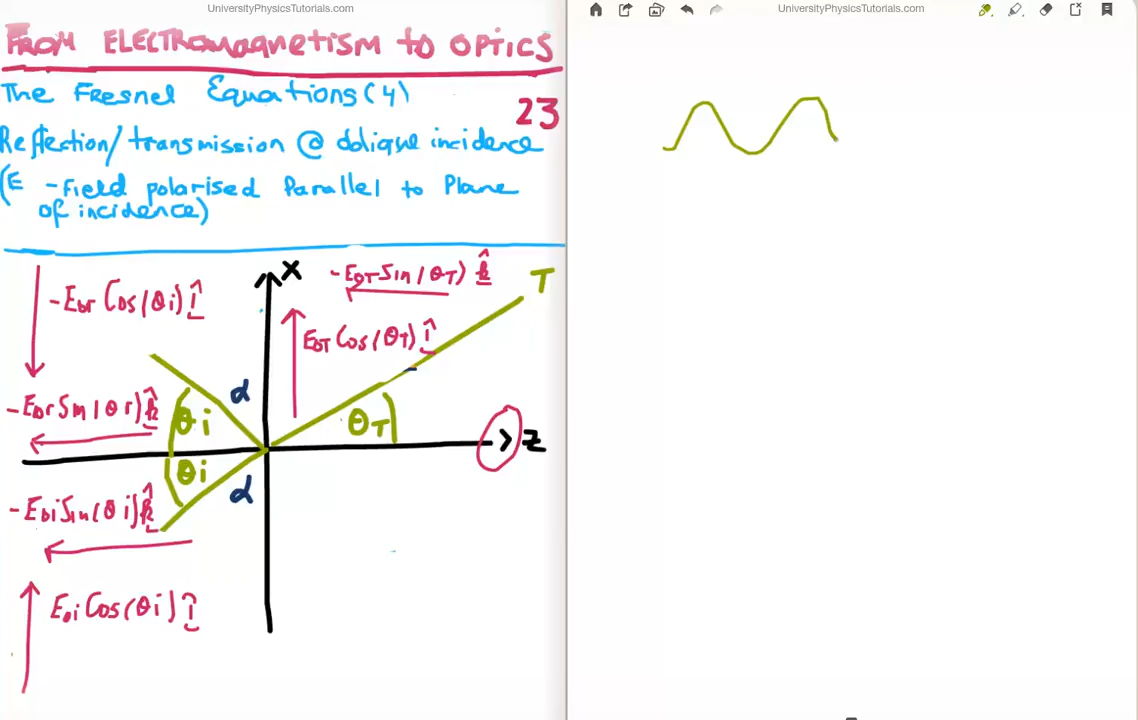 UniversityPhysicsTutorials.com
UniversityPhysicsTutorials.com
FROM ELECTROmagnetism to OPTICS
The Fresnel Equations(4)
23
Reflection/transmission @ oblique incidence
(E -field polarised Parallel to Plane
of incidence)
X
-E0T Sin(θT) k̂
T
-E0r Cos(θi) î
E0T Cos(θT) î
α
-E0r Sin(θr) k̂
θi
θT
Z
θi
α
-E0i Sin(θi) k̂
E0i Cos(θi) î